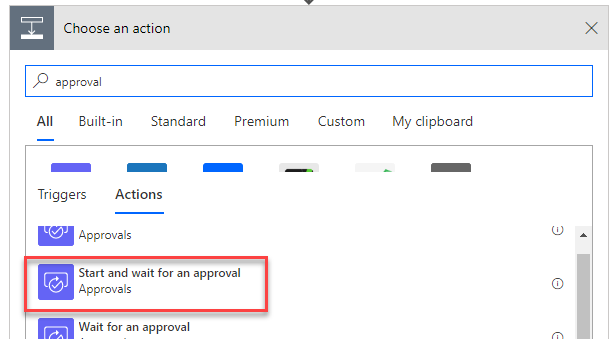 Choose an action
approval
All Built-in Standard Premium Custom My clipboard
Triggers Actions
Approvals
Start and wait for an approval
Approvals
Wait for an approval